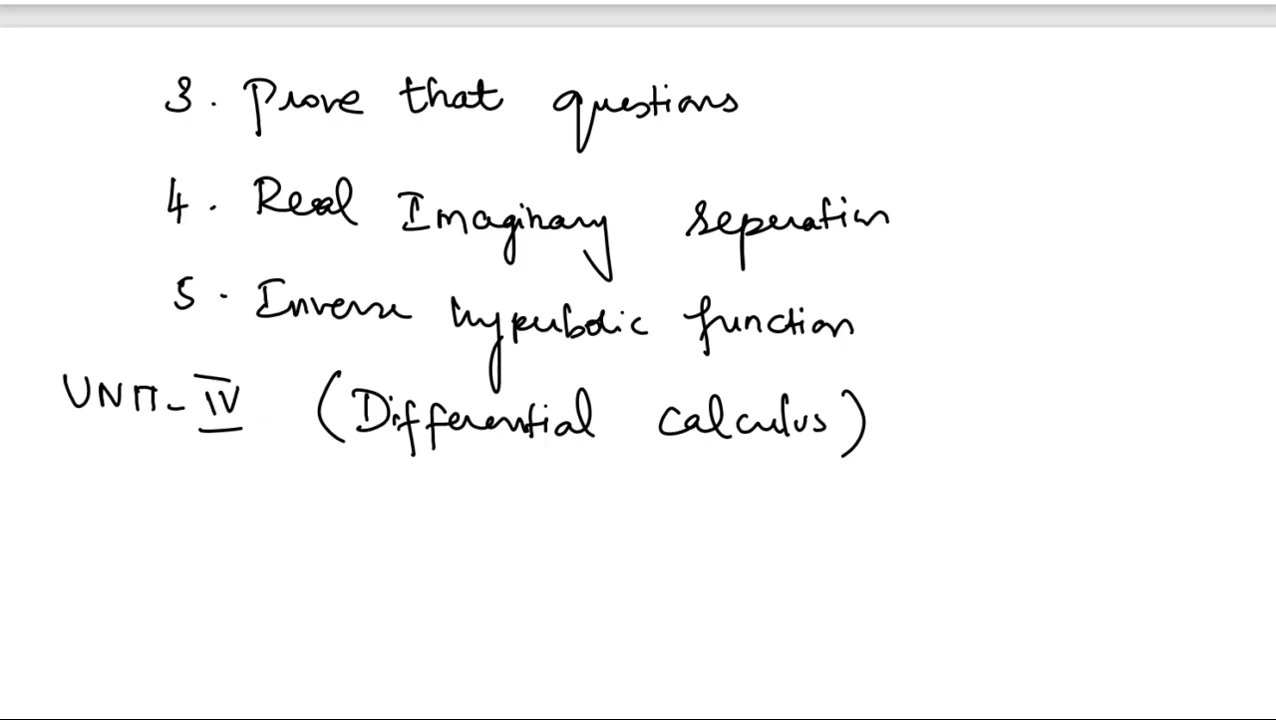 3. Prove that questions
4. Real Imaginary seperation
5. Inverse hyperbolic function
UNIT-IV (Differential calculus)